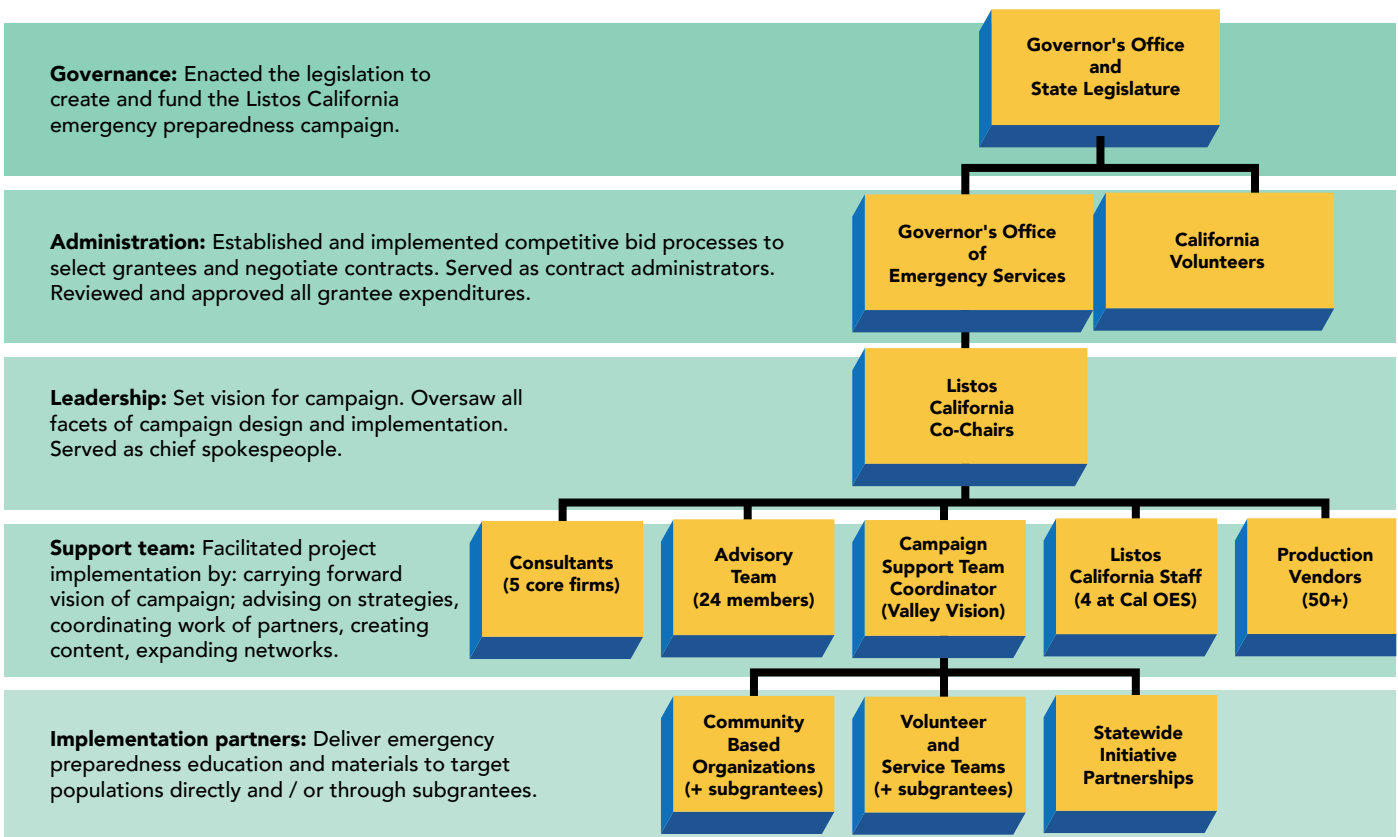 Governor's Office
and
State Legislature
Governance: Enacted the legislation to
create and fund the Listos California
emergency preparedness campaign.
Administration: Established and implemented competitive bid processes to
select grantees and negotiate contracts. Served as contract administrators.
Reviewed and approved all grantee expenditures.
Governor's Office
of
Emergency Services
California
Volunteers
Leadership: Set vision for campaign. Oversaw all
facets of campaign design and implementation.
Served as chief spokespeople.
Listos
California
Co-Chairs
Support team: Facilitated project
implementation by: carrying forward
vision of campaign; advising on strategies,
coordinating work of partners, creating
content, expanding networks.
Consultants
(5 core firms)
Advisory
Team
(24 members)
Campaign
Support Team
Coordinator
(Valley Vision)
Listos
California Staff
(4 at Cal OES)
Production
Vendors
(50+)
Implementation partners: Deliver emergency
preparedness education and materials to target
populations directly and / or through subgrantees.
Community
Based
Organizations
(+ subgrantees)
Volunteer
and
Service Teams
(+ subgrantees)
Statewide
Initiative
Partnerships